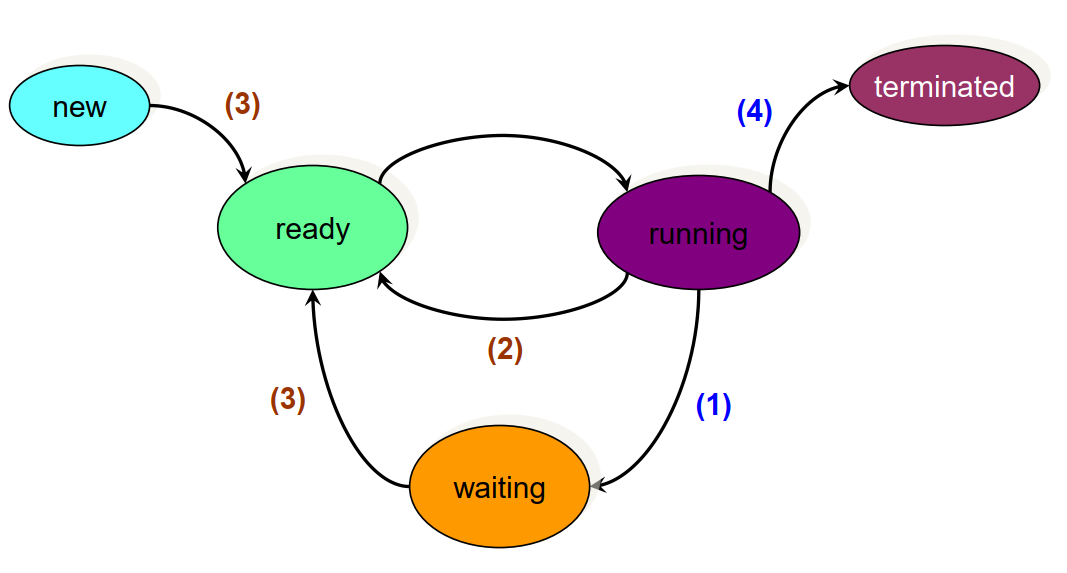 new
(3)
(4)
terminated
ready
running
(2)
(3)
(1)
waiting